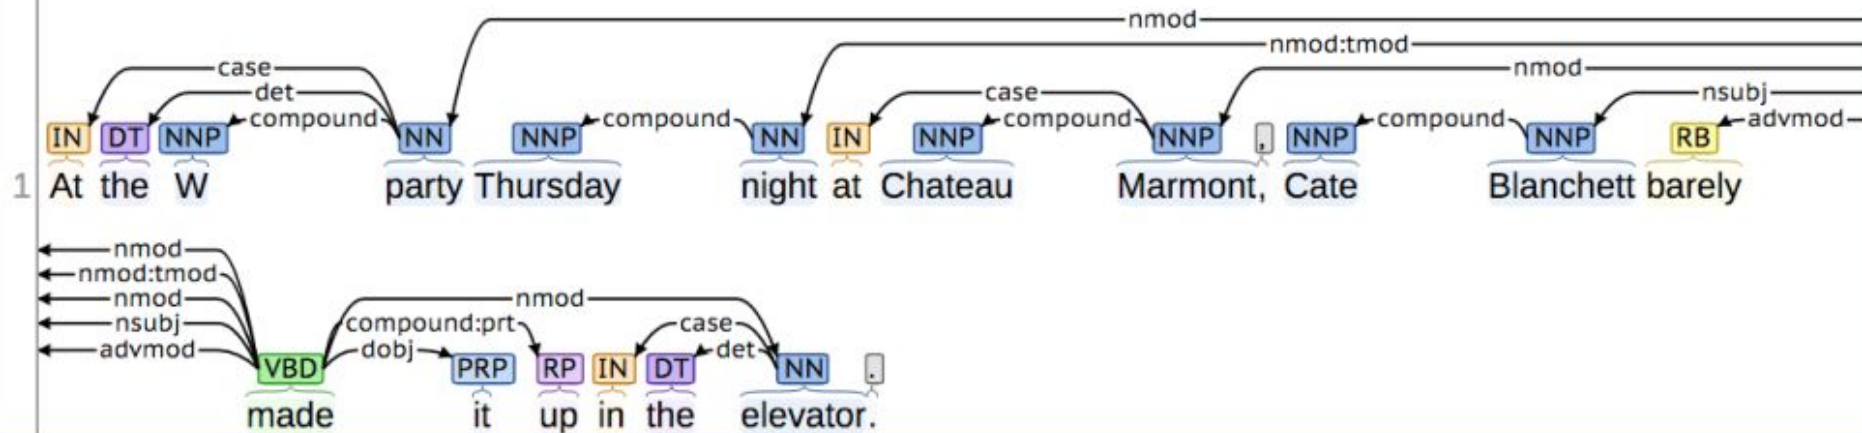 nmod
nmod:tmod
case nmod
det case nsubj
IN DT NNP compound NN NNP compound NN IN NNP compound NNP , NNP compound NNP RB advmod
1 At the W party Thursday night at Chateau Marmont, Cate Blanchett barely
nmod
nmod:tmod
nmod nmod
nsubj compound:prt case
advmod dobj det
VBD PRP RP IN DT NN .
made it up in the elevator.